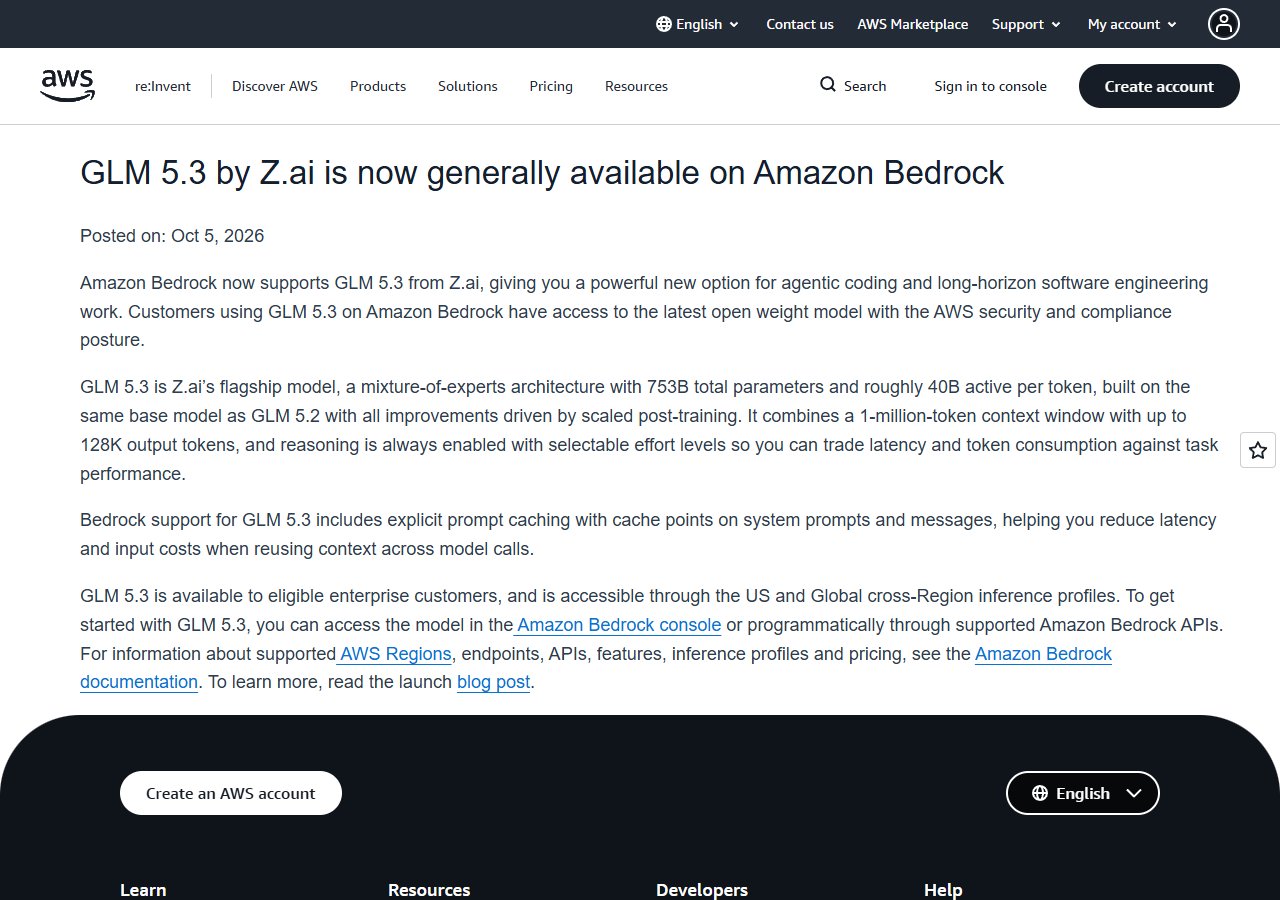 English
Contact us
AWS Marketplace
Support
My account
aws
re:Invent
Discover AWS
Products
Solutions
Pricing
Resources
Search
Sign in to console
Create account
GLM 5.3 by Z.ai is now generally available on Amazon Bedrock
Posted on: Oct 5, 2026
Amazon Bedrock now supports GLM 5.3 from Z.ai, giving you a powerful new option for agentic coding and long-horizon software engineering
work. Customers using GLM 5.3 on Amazon Bedrock have access to the latest open weight model with the AWS security and compliance
posture.
GLM 5.3 is Z.ai’s flagship model, a mixture-of-experts architecture with 753B total parameters and roughly 40B active per token, built on the
same base model as GLM 5.2 with all improvements driven by scaled post-training. It combines a 1-million-token context window with up to
128K output tokens, and reasoning is always enabled with selectable effort levels so you can trade latency and token consumption against task
performance.
Bedrock support for GLM 5.3 includes explicit prompt caching with cache points on system prompts and messages, helping you reduce latency
and input costs when reusing context across model calls.
GLM 5.3 is available to eligible enterprise customers, and is accessible through the US and Global cross-Region inference profiles. To get
started with GLM 5.3, you can access the model in the Amazon Bedrock console or programmatically through supported Amazon Bedrock APIs.
For information about supported AWS Regions, endpoints, APIs, features, inference profiles and pricing, see the Amazon Bedrock
documentation. To learn more, read the launch blog post.
Create an AWS account
English
Learn
Resources
Developers
Help